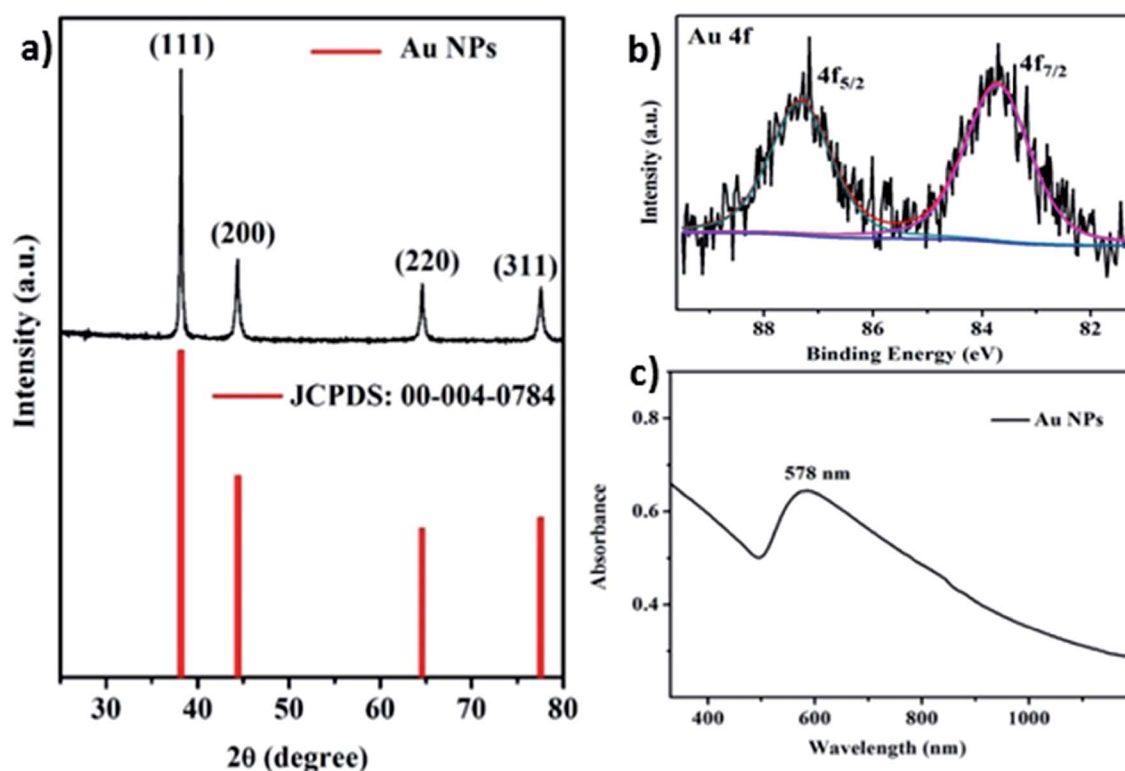 a)
(111)
Au NPs
(200)
(220)
(311)
JCPDS: 00-004-0784
Intensity (a.u.)
30 40 50 60 70 80
2θ (degree)
b)
Au 4f
4f5/2
4f7/2
Intensity (a.u.)
88 86 84 82
Binding Energy (eV)
c)
Au NPs
578 nm
0.8
0.6
0.4
Absorbance
400 600 800 1000
Wavelength (nm)